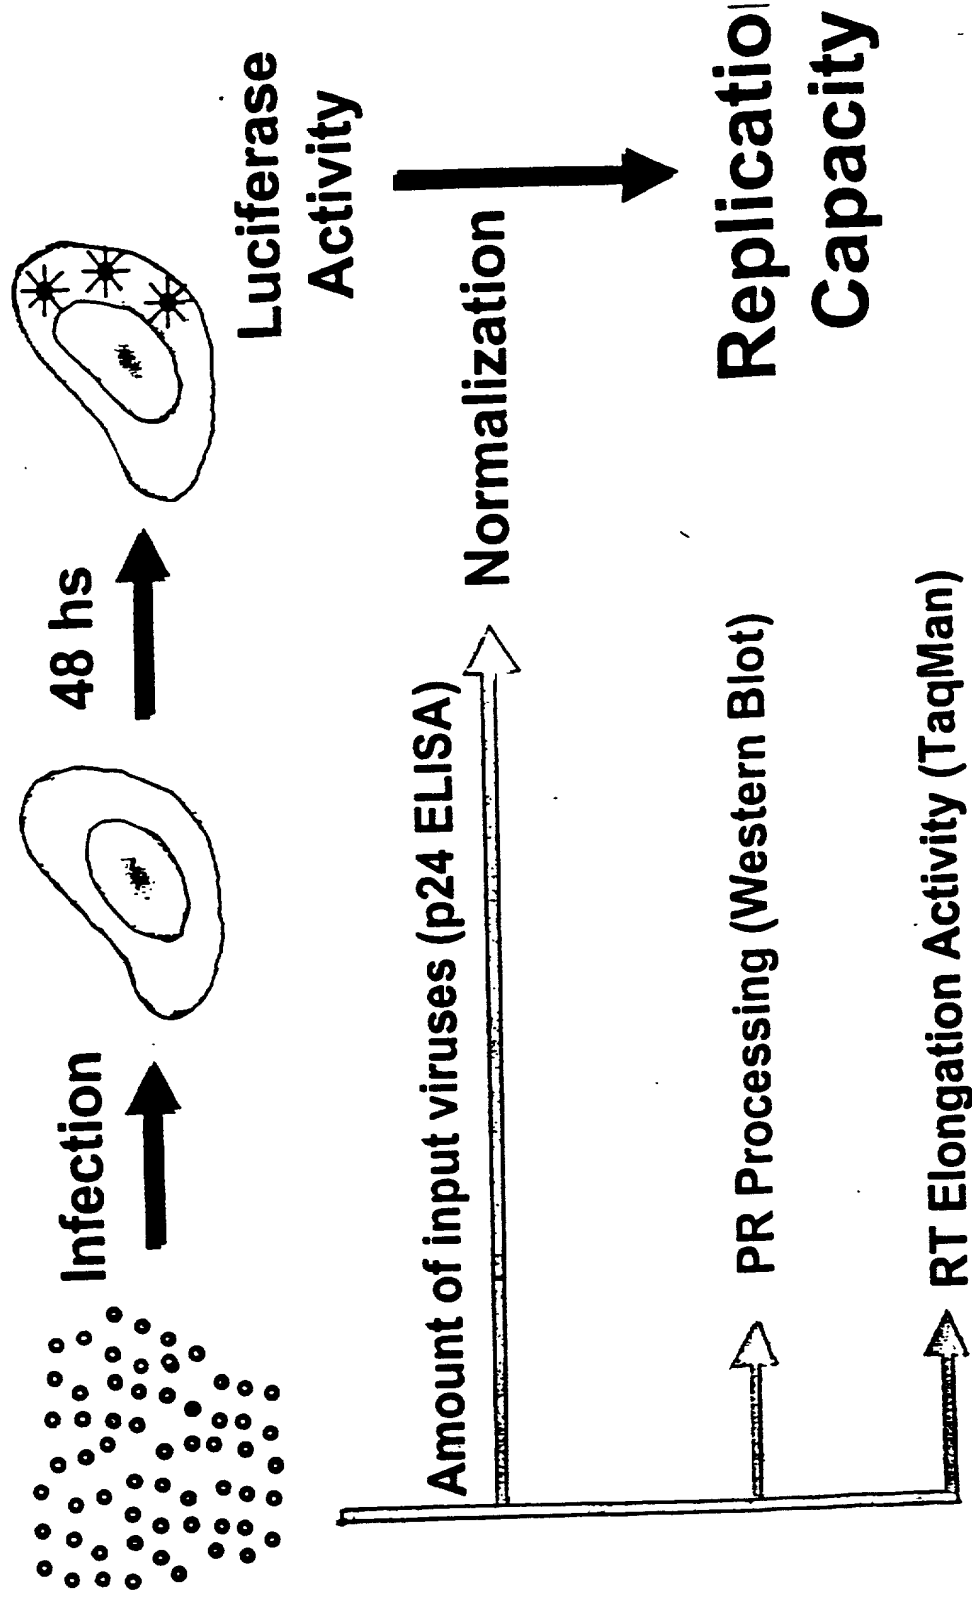 Infection
48 hs
Luciferase
Activity
Amount of input viruses (p24 ELISA)
Normalization
PR Processing (Western Blot)
Replication
Capacity
RT Elongation Activity (TaqMan)